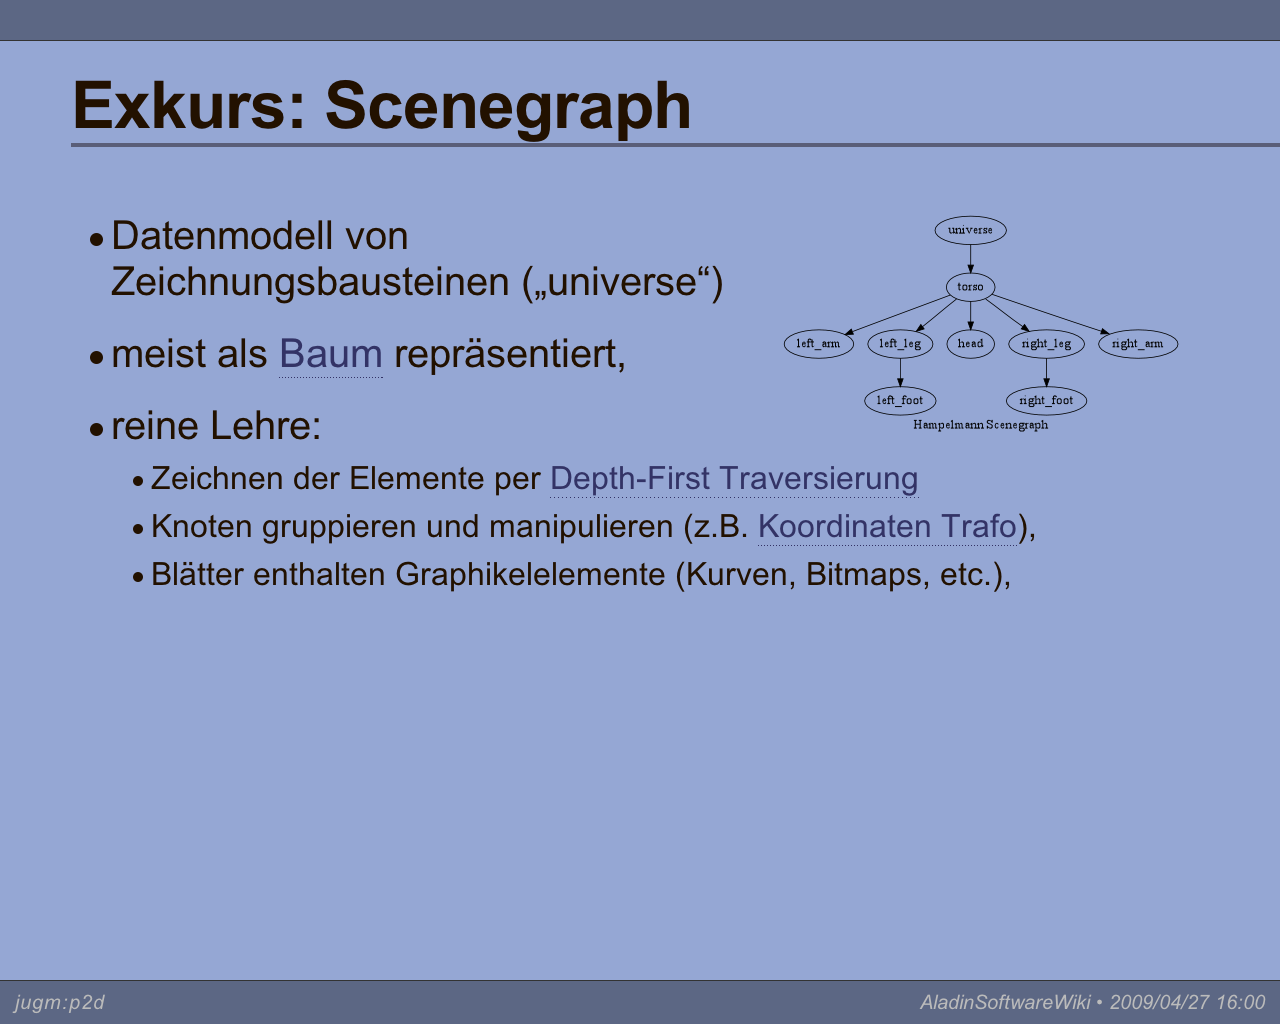 Exkurs: Scenegraph
• Datenmodell von
Zeichnungsbausteinen („universe“)
• meist als Baum repräsentiert,
• reine Lehre:
• Zeichnen der Elemente per Depth-First Traversierung
• Knoten gruppieren und manipulieren (z.B. Koordinaten Trafo),
• Blätter enthalten Graphikelelemente (Kurven, Bitmaps, etc.),
universe
torso
left_arm left_leg head right_leg right_arm
left_foot right_foot
Hampelmann Scenegraph
jugm:p2d
AladinSoftwareWiki • 2009/04/27 16:00